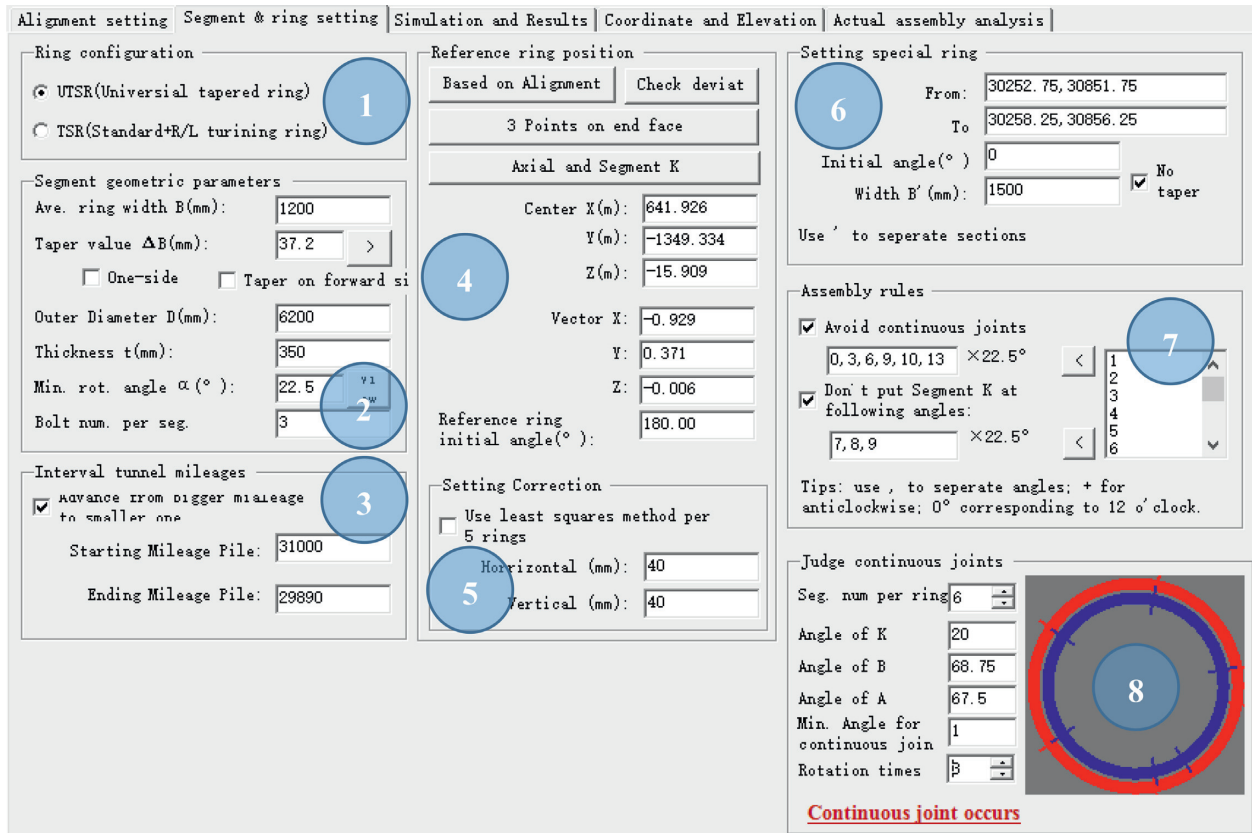 Alignment setting
Segment & ring setting
Simulation and Results
Coordinate and Elevation
Actual assembly analysis
Ring configuration
UTSR(Universial tapered ring)
TSR(Standard+R/L turining ring)
1
Segment geometric parameters
Ave. ring width B(mm): 1200
Taper value ΔB(mm): 37.2 >
One-side Taper on forward si
Outer Diameter D(mm): 6200
Thickness t(mm): 350
Min. rot. angle α(°): 22.5
Bolt num. per seg. 3
2
Interval tunnel mileages
Advance from bigger mialeage
to smaller one
3
Starting Mileage Pile: 31000
Ending Mileage Pile: 29890
Reference ring position
Based on Alignment Check deviat
3 Points on end face
Axial and Segment K
Center X(m): 641.926
Y(m): -1349.334
Z(m): -15.909
4
Vector X: -0.929
Y: 0.371
Z: -0.006
Reference ring
initial angle(°): 180.00
Setting Correction
Use least squares method per
5 rings
Horrizontal (mm): 40
Vertical (mm): 40
5
Setting special ring
6
From: 30252.75,30851.75
To 30258.25,30856.25
Initial angle(°) 0
Width B'(mm): 1500
No
taper
Use ' to seperate sections
Assembly rules
Avoid continuous joints
0,3,6,9,10,13 ×22.5° <
Don't put Segment K at
following angles:
7,8,9 ×22.5° <
1
2
3
4
5
6
7
Tips: use , to seperate angles; + for
anticlockwise; 0° corresponding to 12 o'clock.
Judge continuous joints
Seg. num per ring 6
Angle of K 20
Angle of B 68.75
Angle of A 67.5
Min. Angle for
continuous join 1
Rotation times 3
8
Continuous joint occurs